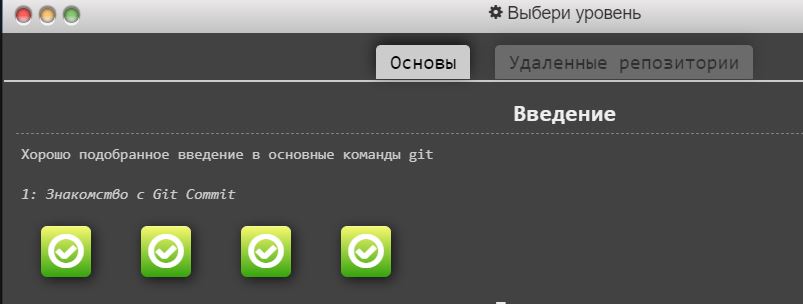 Выбери уровень
Основы
Удаленные репозитории
Введение
Хорошо подобранное введение в основные команды git
1: Знакомство с Git Commit